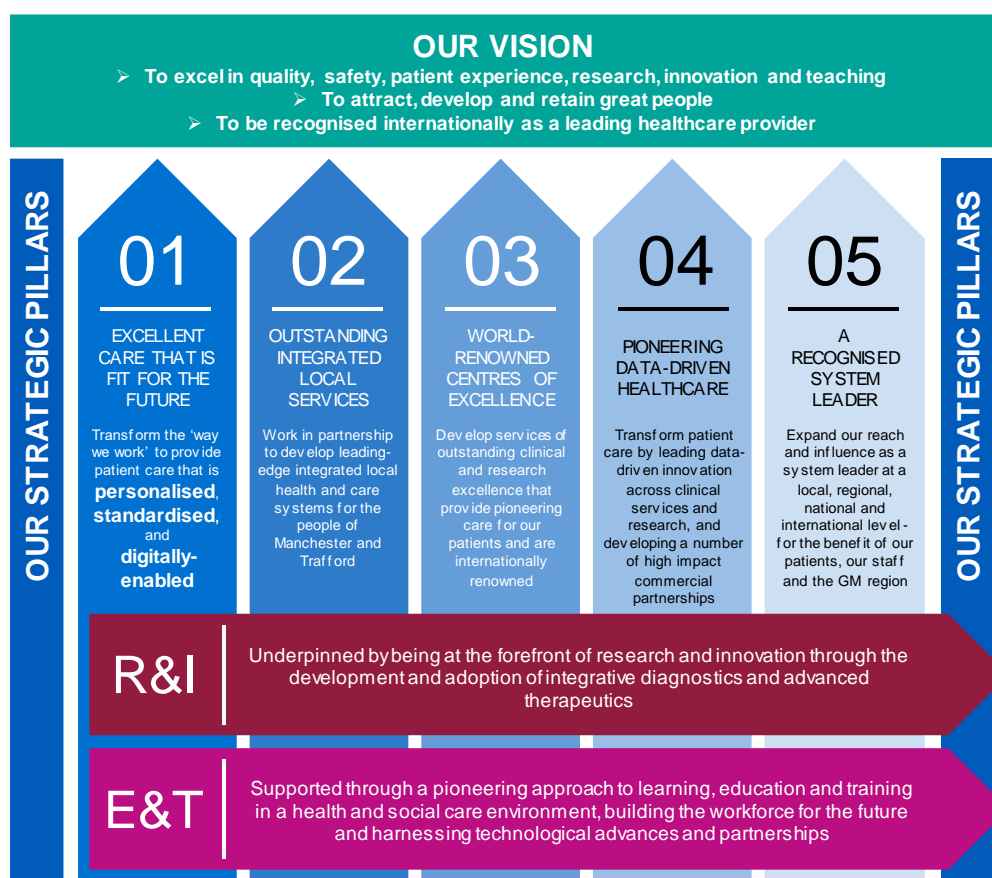 OUR VISION
➢ To excel in quality, safety, patient experience, research, innovation and teaching
➢ To attract, develop and retain great people
➢ To be recognised internationally as a leading healthcare provider
OUR STRATEGIC PILLARS
01
EXCELLENT
CARE THAT IS
FIT FOR THE
FUTURE
Transform the ‘way
we work’ to provide
patient care that is
personalised,
standardised,
and
digitally-
enabled
02
OUTSTANDING
INTEGRATED
LOCAL
SERVICES
Work in partnership
to develop leading-
edge integrated local
health and care
systems for the
people of
Manchester and
Trafford
03
WORLD-
RENOWNED
CENTRES OF
EXCELLENCE
Develop services of
outstanding clinical
and research
excellence that
provide pioneering
care for our
patients and are
internationally
renowned
04
PIONEERING
DATA-DRIVEN
HEALTHCARE
Transform patient
care by leading data-
driven innovation
across clinical
services and
research, and
developing a number
of high impact
commercial
partnerships
05
A
RECOGNISED
SYSTEM
LEADER
Expand our reach
and influence as a
system leader at a
local, regional,
national and
international level -
for the benefit of our
patients, our staff
and the GM region
OUR STRATEGIC PILLARS
R&I
Underpinned by being at the forefront of research and innovation through the
development and adoption of integrative diagnostics and advanced
therapeutics
E&T
Supported through a pioneering approach to learning, education and training
in a health and social care environment, building the workforce for the future
and harnessing technological advances and partnerships